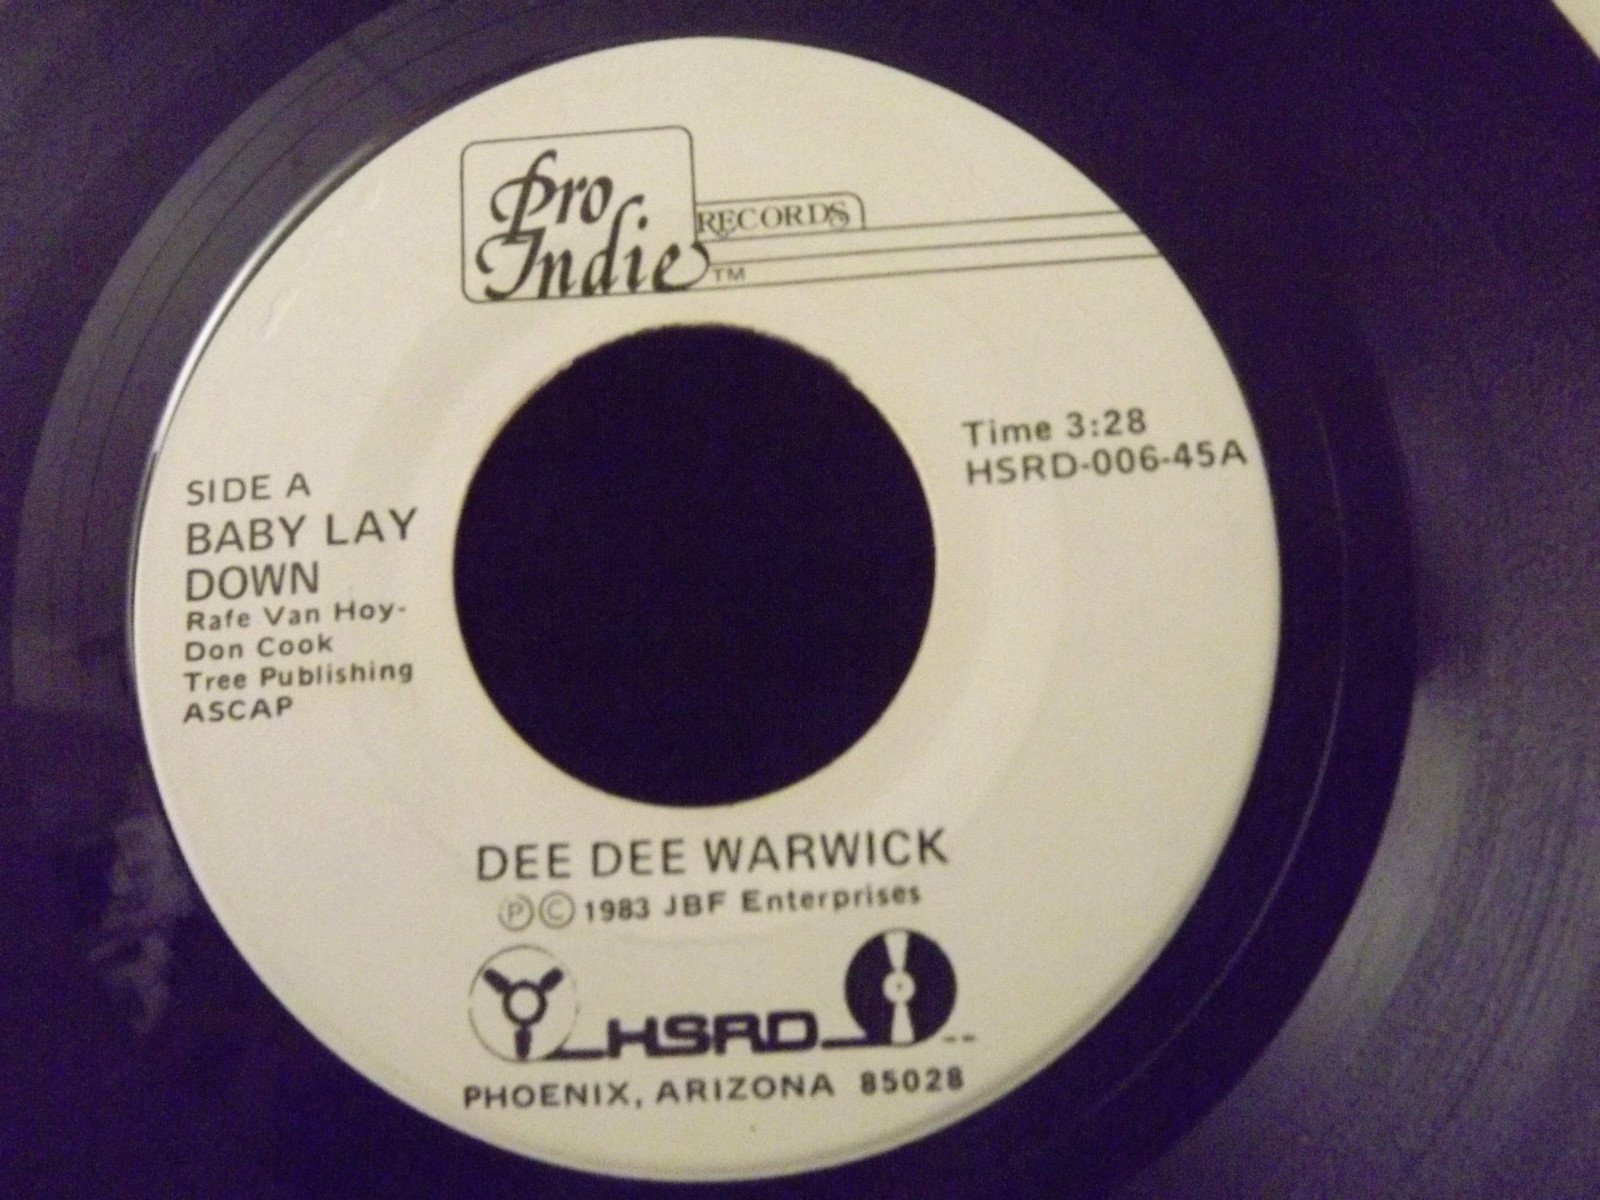 Pro
Indie
RECORDS
TM
Time 3:28
HSRD-006-45A
SIDE A
BABY LAY
DOWN
Rafe Van Hoy-
Don Cook
Tree Publishing
ASCAP
DEE DEE WARWICK
Ⓟ© 1983 JBF Enterprises
HSRD
PHOENIX, ARIZONA 85028